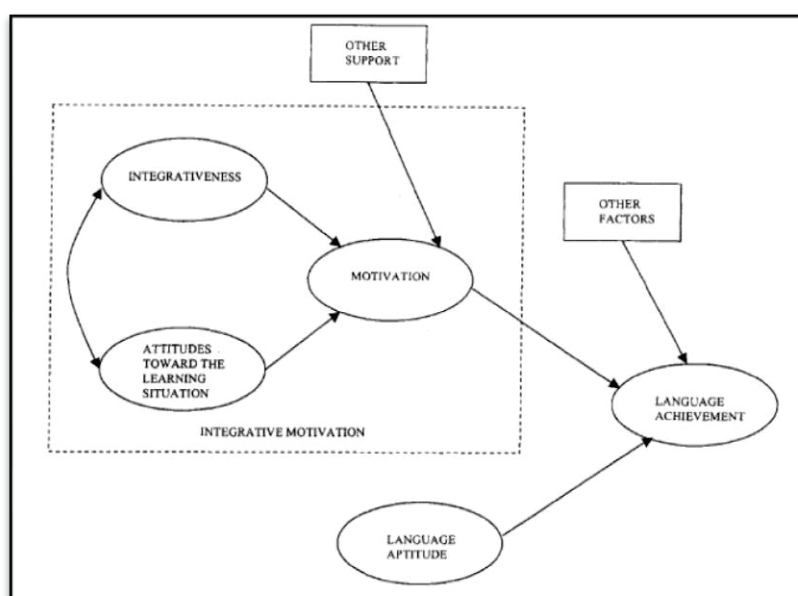 OTHER
SUPPORT
INTEGRATIVENESS
OTHER
FACTORS
MOTIVATION
ATTITUDES
TOWARD THE
LEARNING
SITUATION
LANGUAGE
ACHIEVEMENT
INTEGRATIVE MOTIVATION
LANGUAGE
APTITUDE